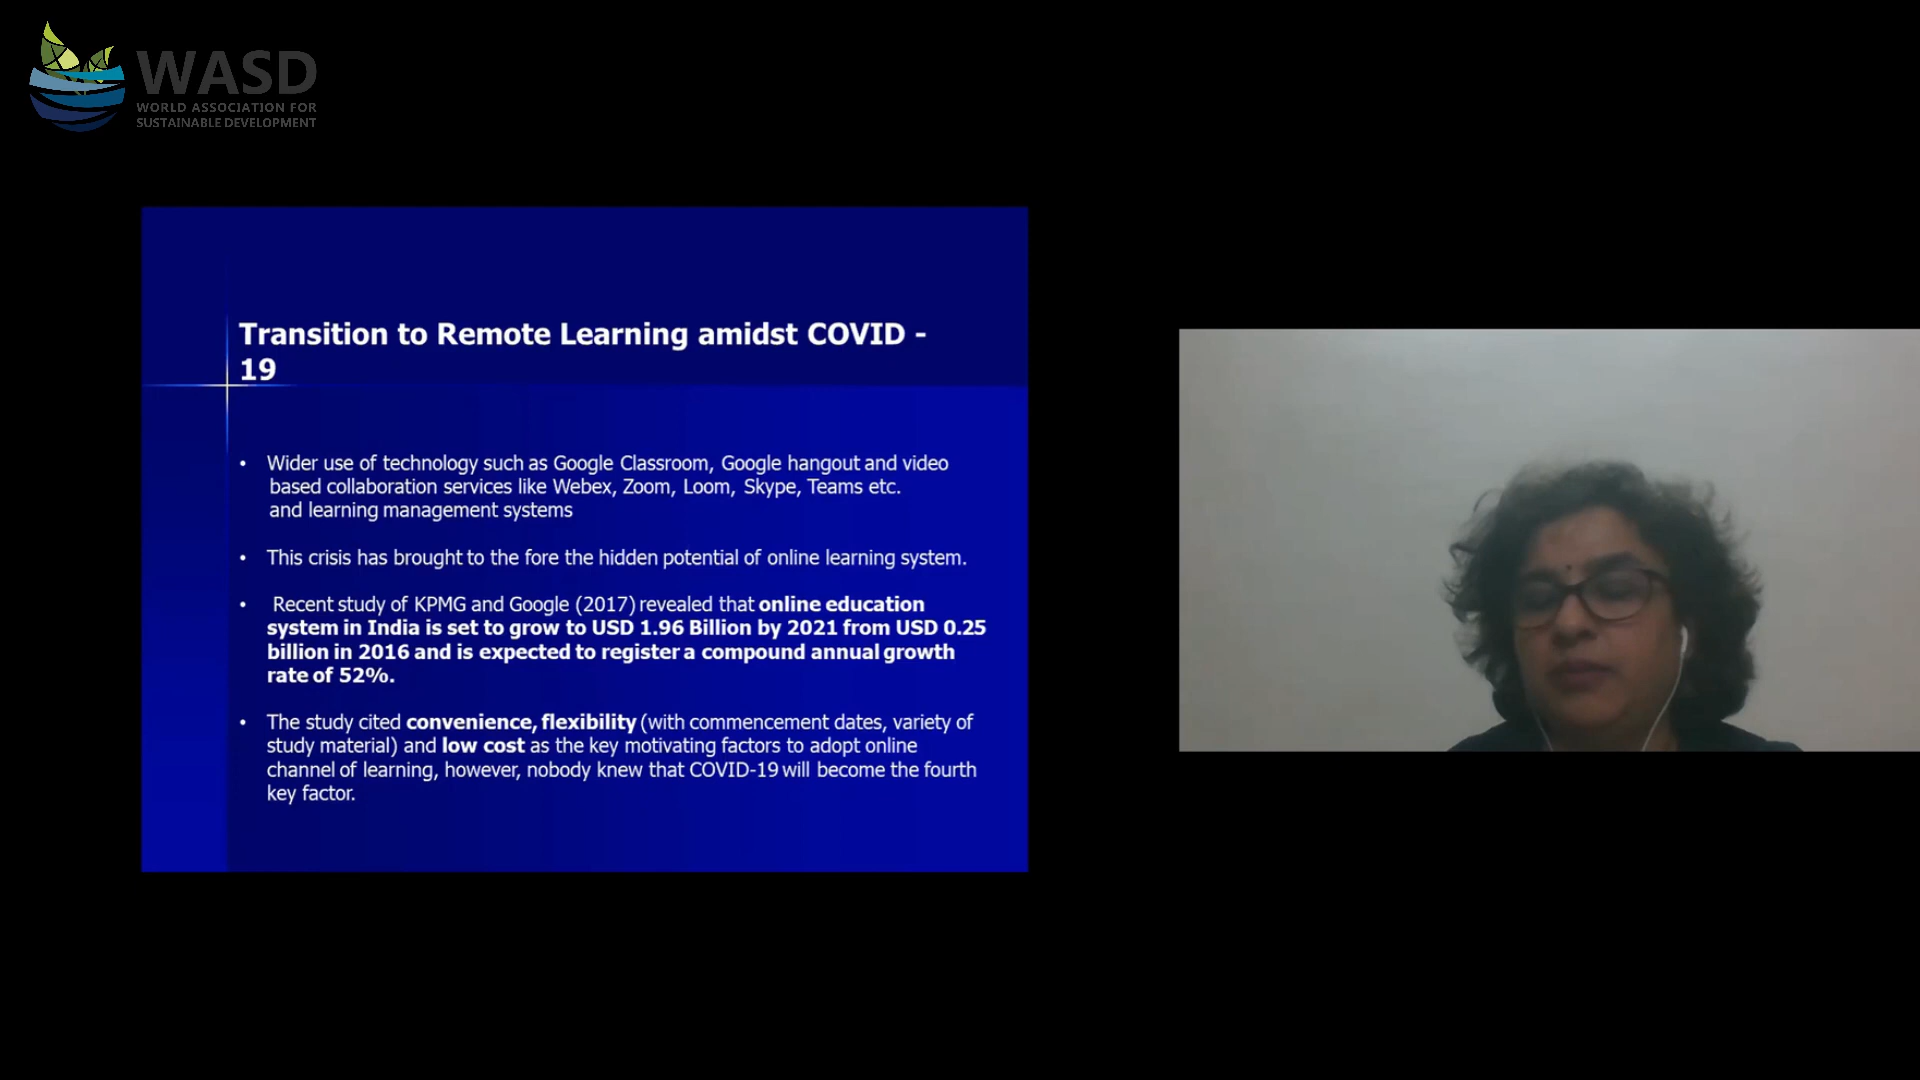 WASD
WORLD ASSOCIATION FOR
SUSTAINABLE DEVELOPMENT
Transition to Remote Learning amidst COVID -
19
• Wider use of technology such as Google Classroom, Google hangout and video
based collaboration services like Webex, Zoom, Loom, Skype, Teams etc.
and learning management systems
• This crisis has brought to the fore the hidden potential of online learning system.
• Recent study of KPMG and Google (2017) revealed that online education
system in India is set to grow to USD 1.96 Billion by 2021 from USD 0.25
billion in 2016 and is expected to register a compound annual growth
rate of 52%.
• The study cited convenience, flexibility (with commencement dates, variety of
study material) and low cost as the key motivating factors to adopt online
channel of learning, however, nobody knew that COVID-19 will become the fourth
key factor.